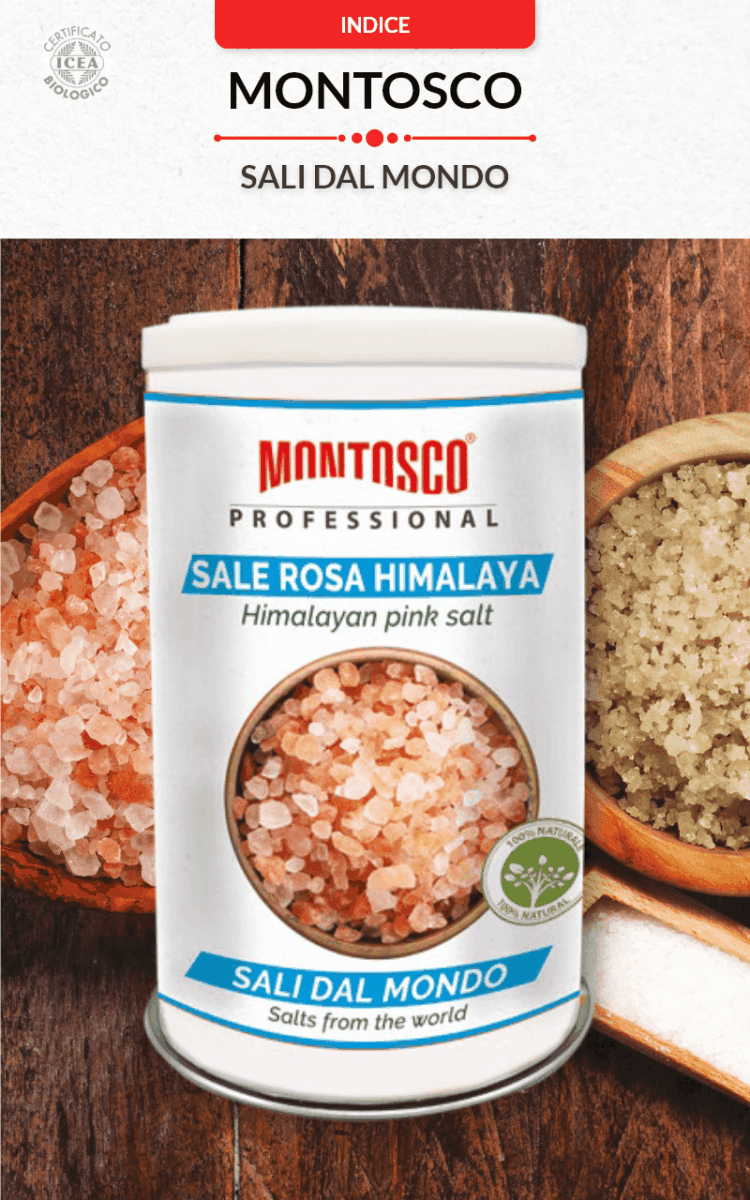 CERTIFICATO
ICEA
BIOLOGICO
INDICE
MONTOSCO
SALI DAL MONDO
MONTOSCO®
PROFESSIONAL
SALE ROSA HIMALAYA
Himalayan pink salt
100% NATURALE
100% NATURAL
SALI DAL MONDO
Salts from the world